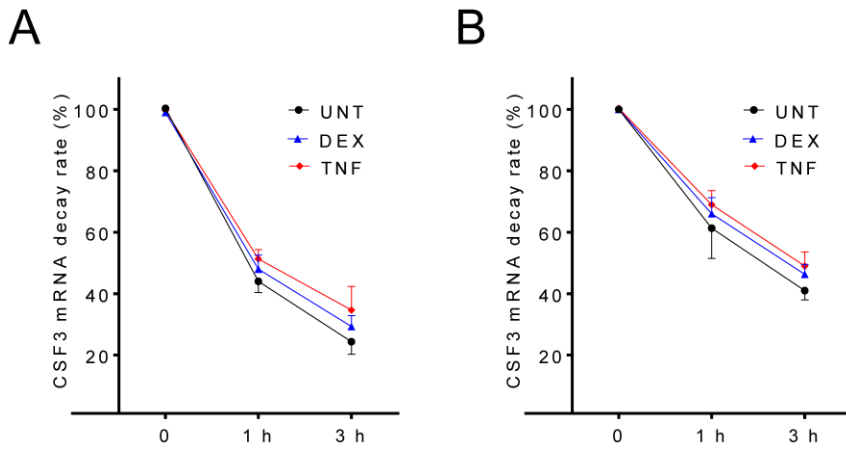 A
CSF3 mRNA decay rate (%)
100
80
60
40
20
0
1 h
3 h
UNT
DEX
TNF
B
CSF3 mRNA decay rate (%)
100
80
60
40
20
0
1 h
3 h
UNT
DEX
TNF